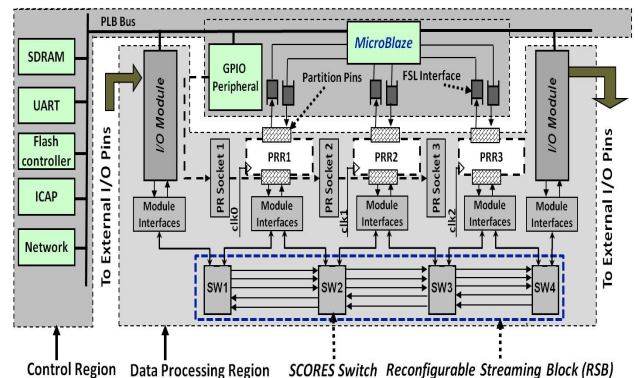 PLB Bus
SDRAM
UART
Flash
controller
ICAP
Network
To External I/O Pins
I/O Module
GPIO
Peripheral
MicroBlaze
Partition Pins
FSL Interface
I/O Module
To External I/O Pins
PR Socket 1
clk0
PRR1
PR Socket 2
clk1
PRR2
PR Socket 3
clk2
PRR3
Module
Interfaces
Module
Interfaces
Module
Interfaces
Module
Interfaces
Module
Interfaces
SW1
SW2
SW3
SW4
Control Region
Data Processing Region
SCORES Switch
Reconfigurable Streaming Block (RSB)